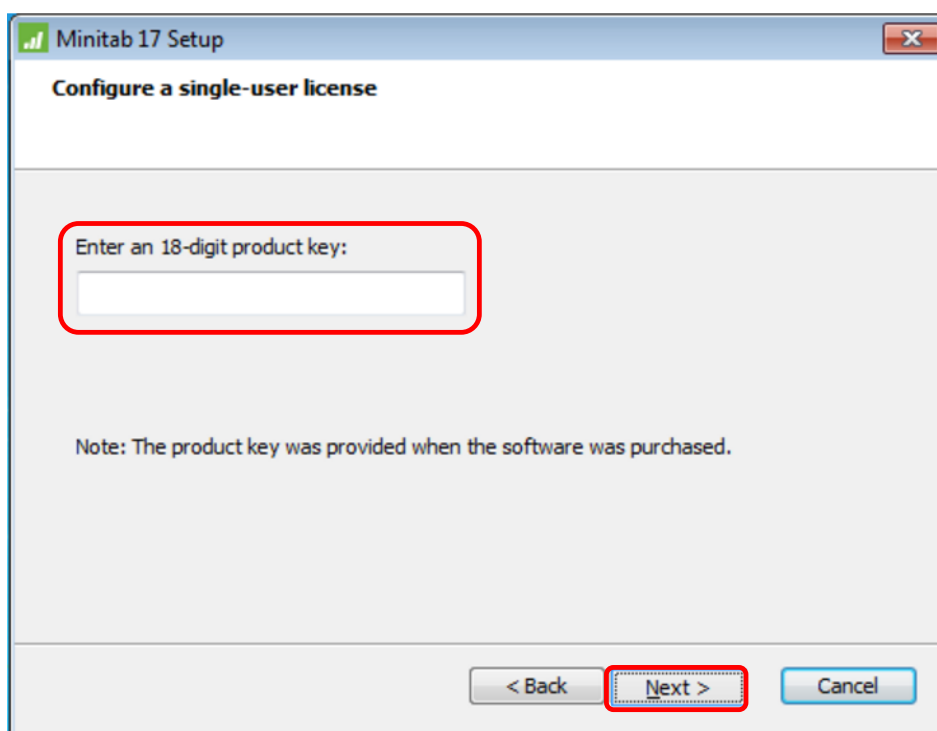 Minitab 17 Setup
Configure a single-user license
Enter an 18-digit product key:
Note: The product key was provided when the software was purchased.
< Back Next > Cancel